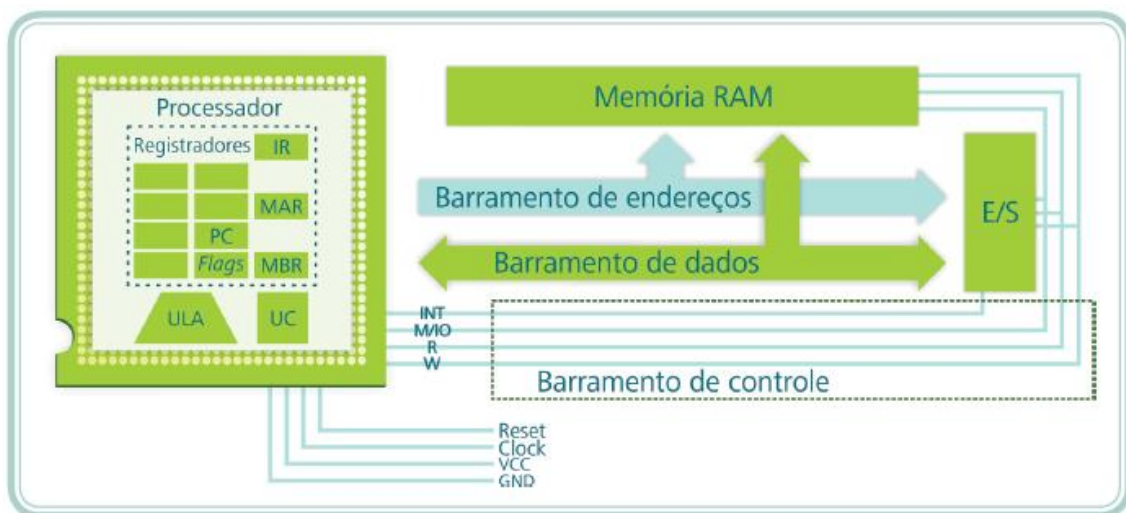 Processador
Registradores IR
MAR
PC
Flags MBR
ULA UC
Memória RAM
Barramento de endereços
E/S
Barramento de dados
INT
M/IO
R
W
Barramento de controle
Reset
Clock
VCC
GND